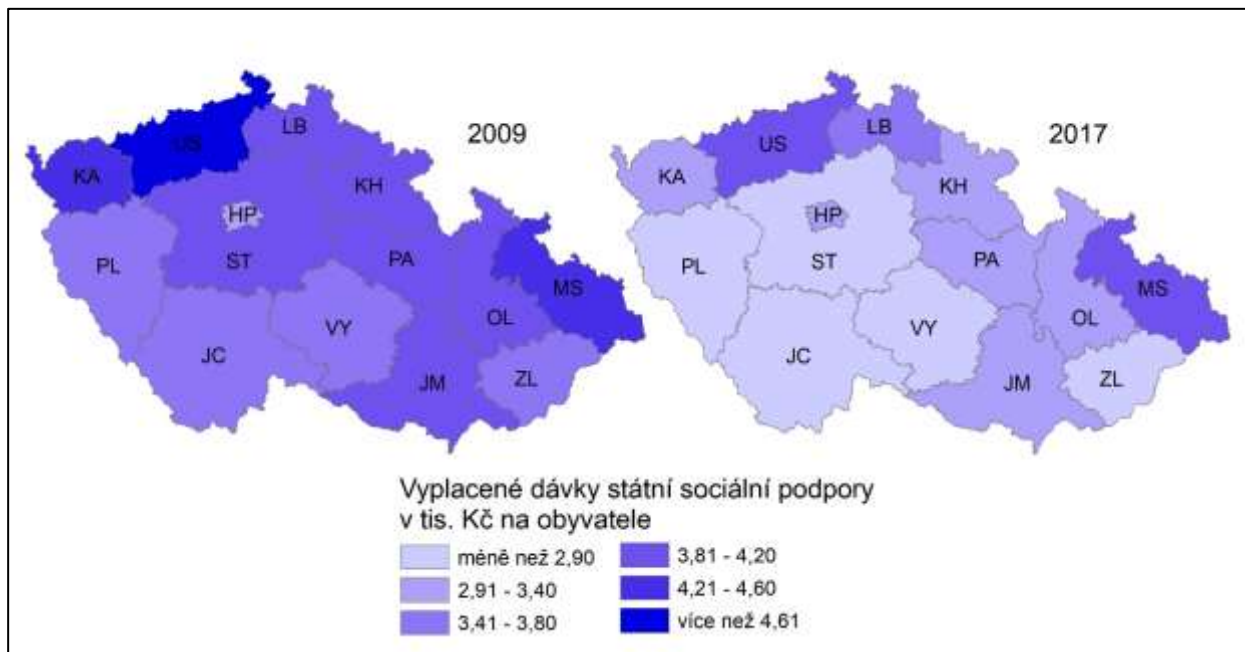 2009
US
LB
KA
KH
HP
PL
ST
PA
MS
VY
OL
JC
JM
ZL
2017
US
LB
KA
KH
HP
PL
ST
PA
MS
VY
OL
JC
JM
ZL
Vyplacené dávky státní sociální podpory
v tis. Kč na obyvatele
méně než 2,90
2,91 - 3,40
3,41 - 3,80
3,81 - 4,20
4,21 - 4,60
více než 4,61